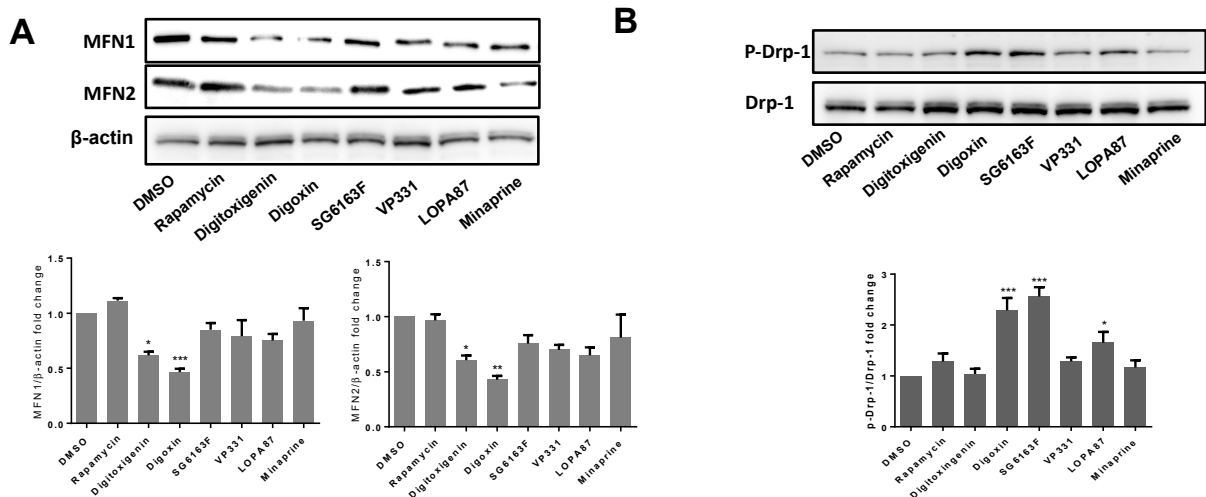 A
MFN1
MFN2
β-actin
DMSO
Rapamycin
Digitoxigenin
Digoxin
SG6163F
VP331
LOPA87
Minaprine
MFN1/β-actin fold change
1.5
1.0
0.5
0.0
*
***
DMSO
Rapamycin
Digitoxigenin
Digoxin
SG6163F
VP331
LOPA87
Minaprine
MFN2/β-actin fold change
1.5
1.0
0.5
0.0
*
**
DMSO
Rapamycin
Digitoxigenin
Digoxin
SG6163F
VP331
LOPA87
Minaprine
B
P-Drp-1
Drp-1
DMSO
Rapamycin
Digitoxigenin
Digoxin
SG6163F
VP331
LOPA87
Minaprine
p-Drp-1/Drp-1 fold change
3
2
1
0
***
***
*
DMSO
Rapamycin
Digitoxingenin
Digoxin
SG6163F
VP331
LOPA87
Minaprine